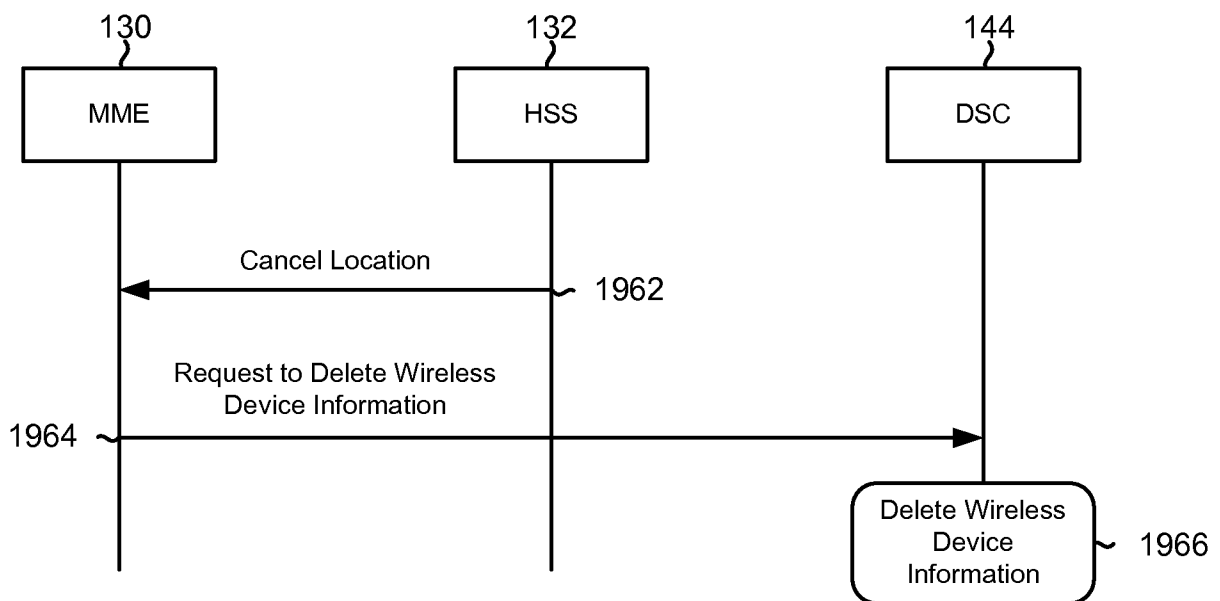 130
132
144
MME
HSS
DSC
Cancel Location
1962
Request to Delete Wireless
Device Information
1964
Delete Wireless
Device
Information
1966